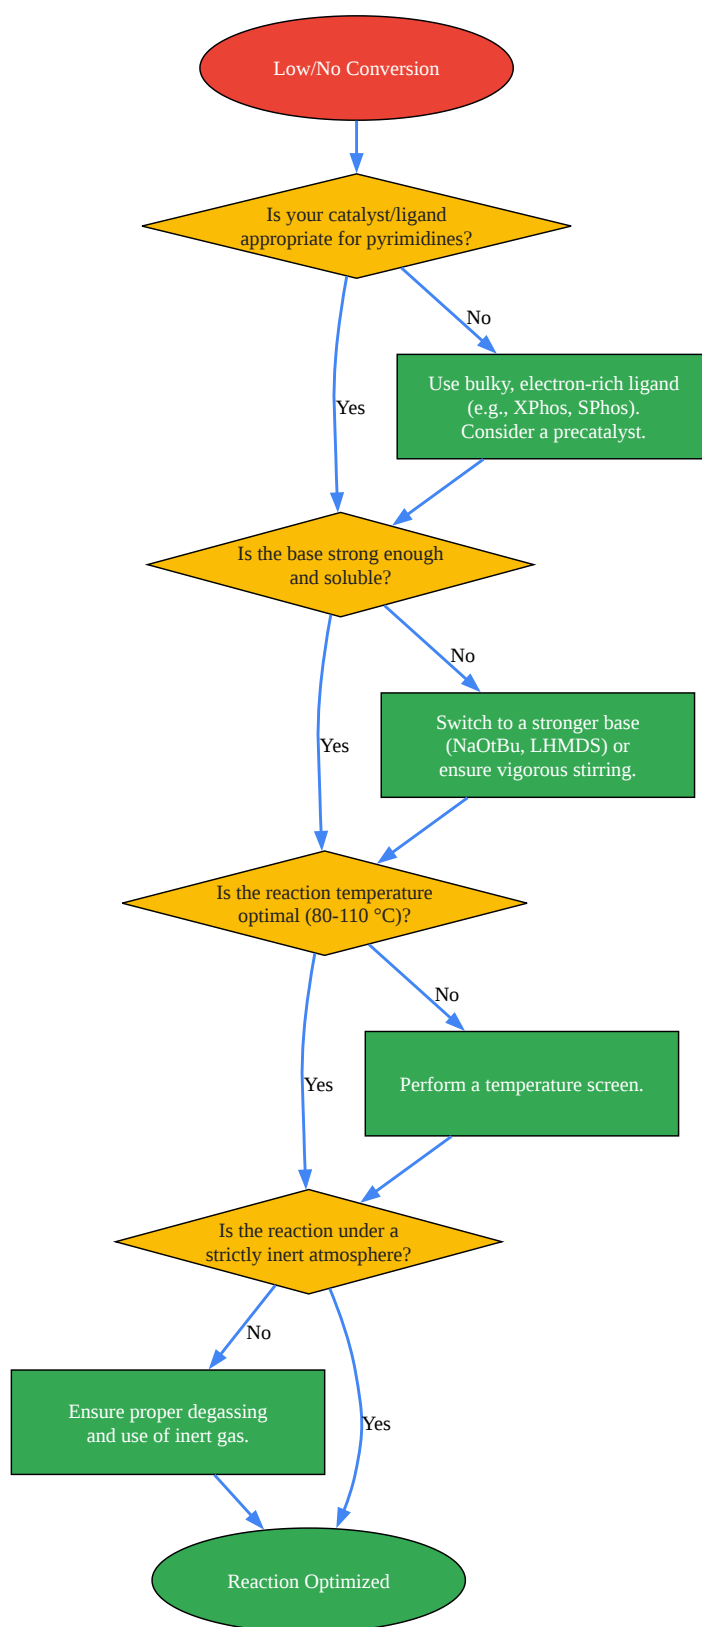 Low/No Conversion
Is your catalyst/ligand
appropriate for pyrimidines?
No
Use bulky, electron-rich ligand
(e.g., XPhos, SPhos).
Consider a precatalyst.
Yes
Is the base strong enough
and soluble?
No
Switch to a stronger base
(NaOtBu, LHMDS) or
ensure vigorous stirring.
Yes
Is the reaction temperature
optimal (80-110 °C)?
No
Perform a temperature screen.
Yes
Is the reaction under a
strictly inert atmosphere?
No
Ensure proper degassing
and use of inert gas.
Yes
Reaction Optimized